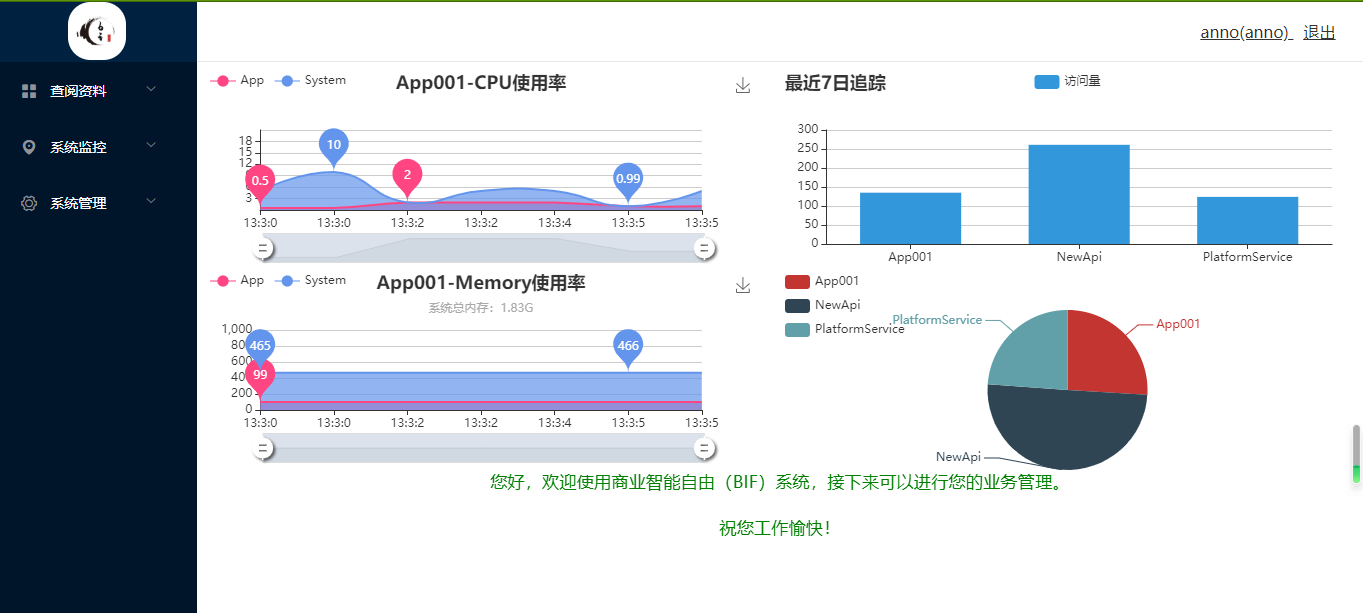 anno(anno) 退出
查阅资料
系统监控
系统管理
App System
App001-CPU使用率
18
15
12
3
0.5
10
2
0.99
13:3:0 13:3:0 13:3:2 13:3:2 13:3:4 13:3:5 13:3:5
App System
App001-Memory使用率
系统总内存：1.83G
1,000
80
600
40
200
0
465
99
466
13:3:0 13:3:0 13:3:2 13:3:2 13:3:4 13:3:5 13:3:5
最近7日追踪
访问量
300
250
200
150
100
50
0
App001 NewApi PlatformService
App001
NewApi
PlatformService
PlatformService
App001
NewApi
您好，欢迎使用商业智能自由（BIF）系统，接下来可以进行您的业务管理。
祝您工作愉快！